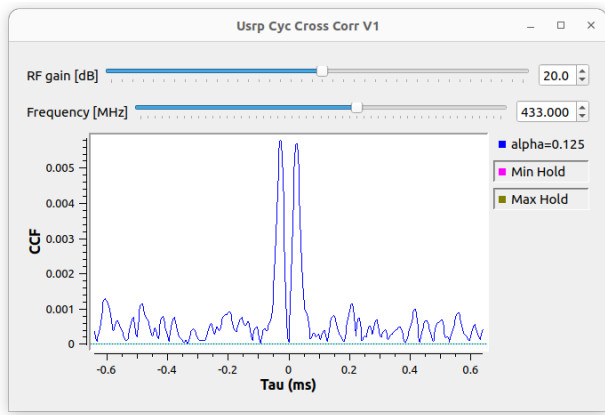 Usrp Cyc Cross Corr V1
RF gain [dB] 20.0
Frequency [MHz] 433.000
alpha=0.125
Min Hold
Max Hold
CCF
0.005
0.004
0.003
0.002
0.001
0
-0.6 -0.4 -0.2 0 0.2 0.4 0.6
Tau (ms)